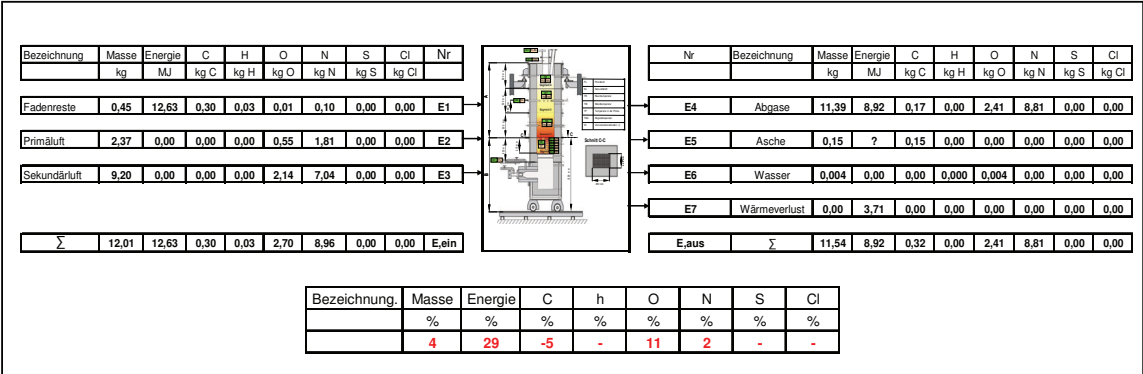 Bezeichnung Masse Energie C H O N S Cl Nr
kg MJ kg C kg H kg O kg N kg S kg Cl
Fadenreste 0,45 12,63 0,30 0,03 0,01 0,10 0,00 0,00 E1
Primäluft 2,37 0,00 0,00 0,00 0,55 1,81 0,00 0,00 E2
Sekundärluft 9,20 0,00 0,00 0,00 2,14 7,04 0,00 0,00 E3
∑ 12,01 12,63 0,30 0,03 2,70 8,96 0,00 0,00 E,ein
Schnitt C-C
Nr Bezeichnung Masse Energie C H O N S Cl
kg MJ kg C kg H kg O kg N kg S kg Cl
E4 Abgase 11,39 8,92 0,17 0,00 2,41 8,81 0,00 0,00
E5 Asche 0,15 ? 0,15 0,00 0,00 0,00 0,00 0,00
E6 Wasser 0,004 0,00 0,00 0,000 0,004 0,00 0,00 0,00
E7 Wärmeverlust 0,00 3,71 0,00 0,00 0,00 0,00 0,00 0,00
E,aus ∑ 11,54 8,92 0,32 0,00 2,41 8,81 0,00 0,00
Bezeichnung. Masse Energie C h O N S Cl
% % % % % % % %
4 29 -5 - 11 2 - -